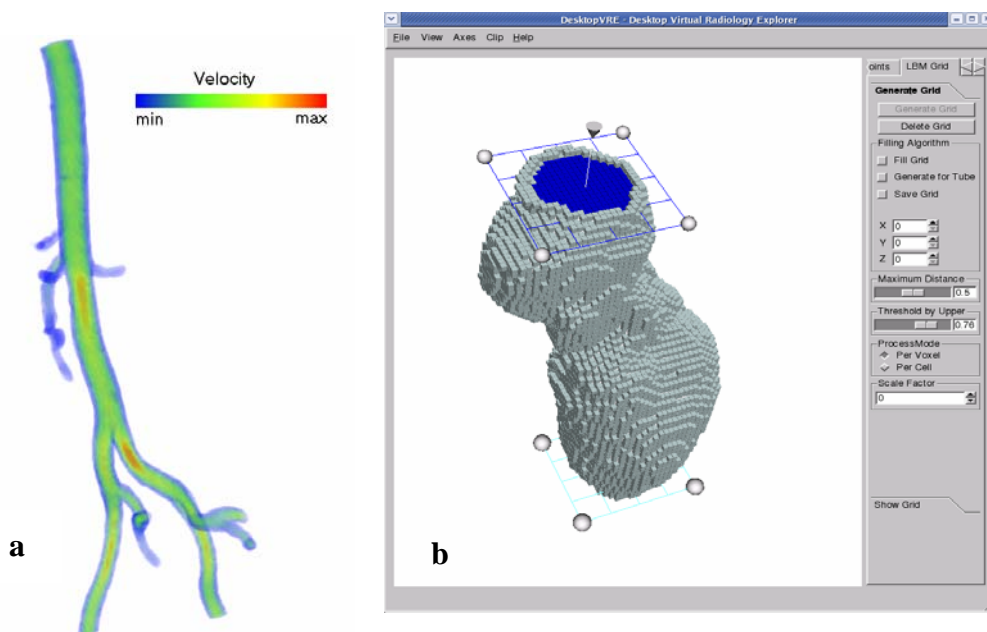 Velocity
min max
a
DesktopVRE - Desktop Virtual Radiology Explorer
File View Axes Clip Help
oints LBM Grid
Generate Grid
Generate Grid
Delete Grid
Filling Algorithm
Fill Grid
Generate for Tube
Save Grid
X 0
Y 0
Z 0
Maximum Distance
0.5
Threshold by Upper
0.76
ProcessMode
Per Voxel
Per Cell
Scale Factor
0
Show Grid
b